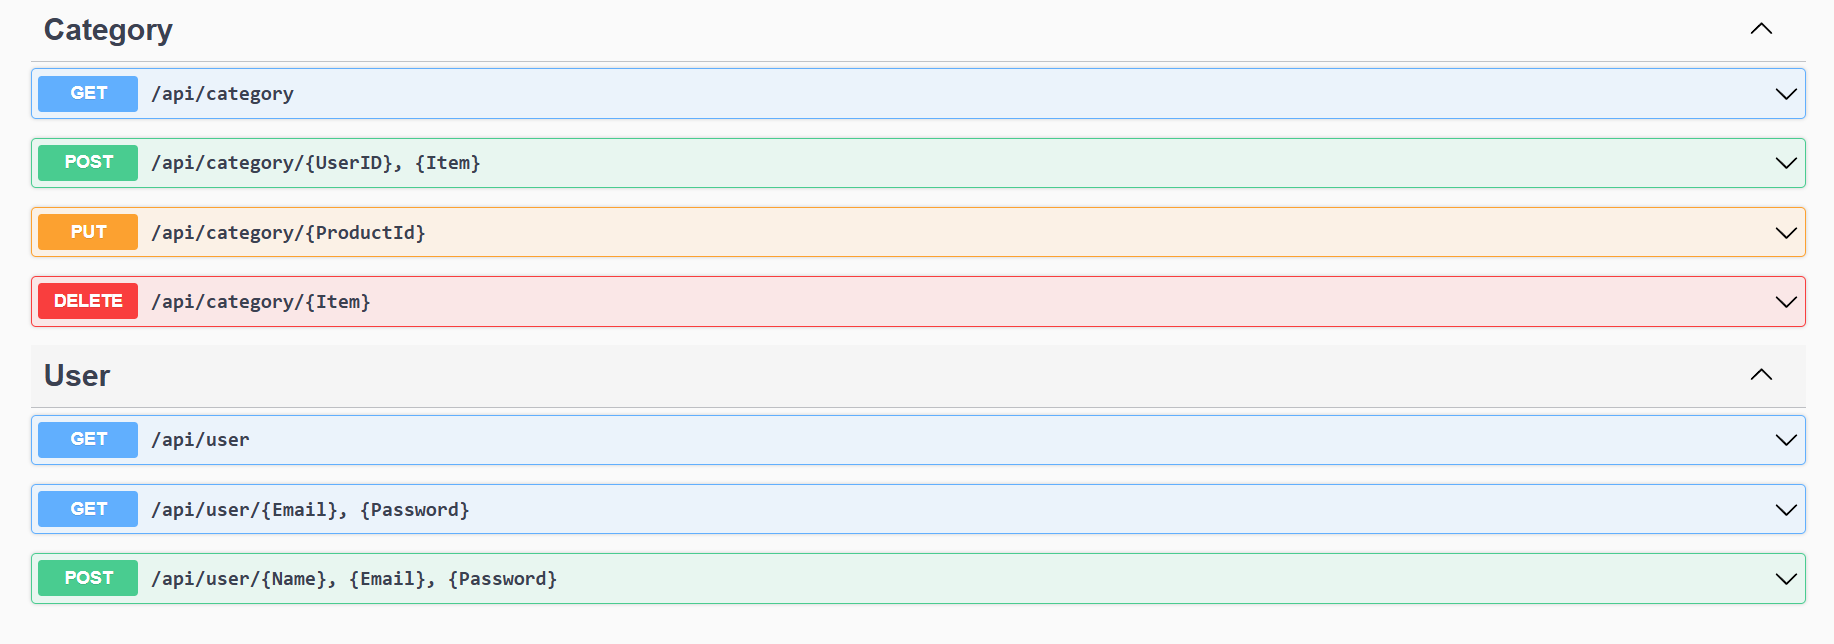 Category
GET /api/category
POST /api/category/{UserID}, {Item}
PUT /api/category/{ProductId}
DELETE /api/category/{Item}
User
GET /api/user
GET /api/user/{Email}, {Password}
POST /api/user/{Name}, {Email}, {Password}